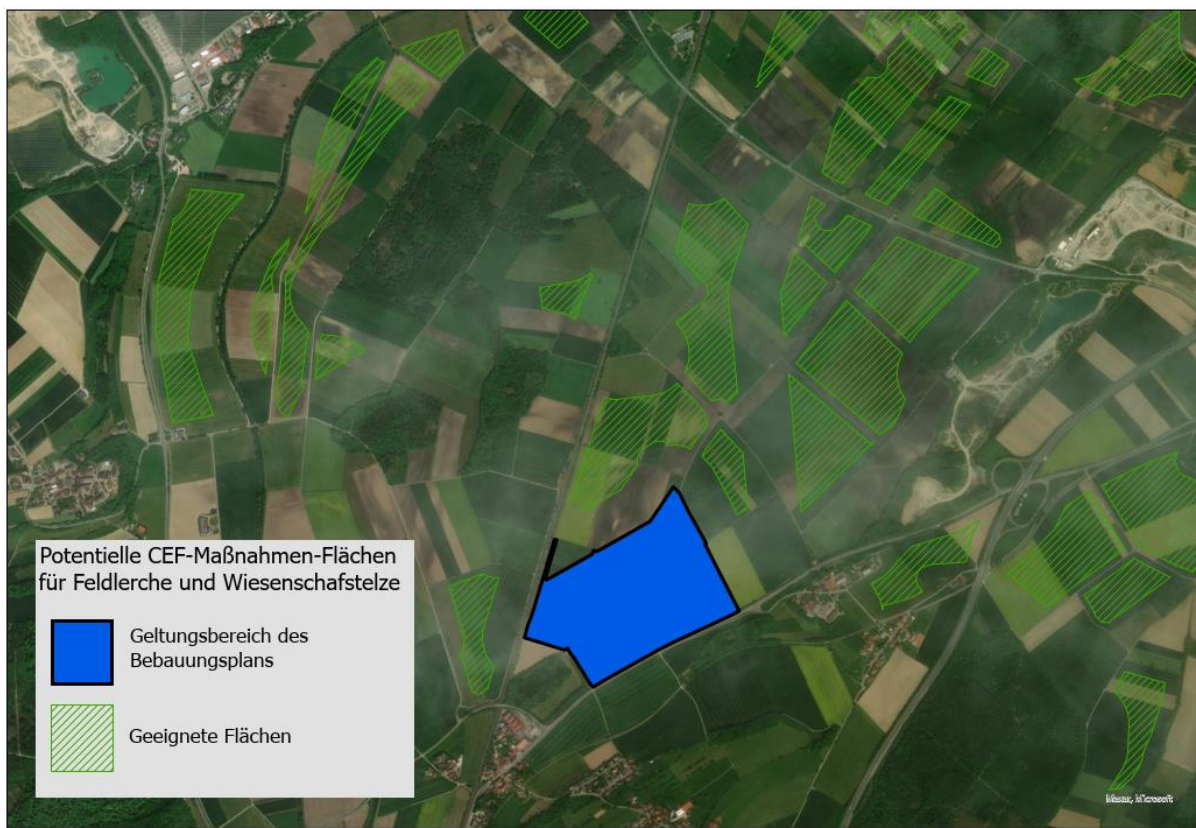 Potentielle CEF-Maßnahmen-Flächen
für Feldlerche und Wiesenschafstelze
Geltungsbereich des
Bebauungsplans
Geeignete Flächen
Maxar, Microsoft